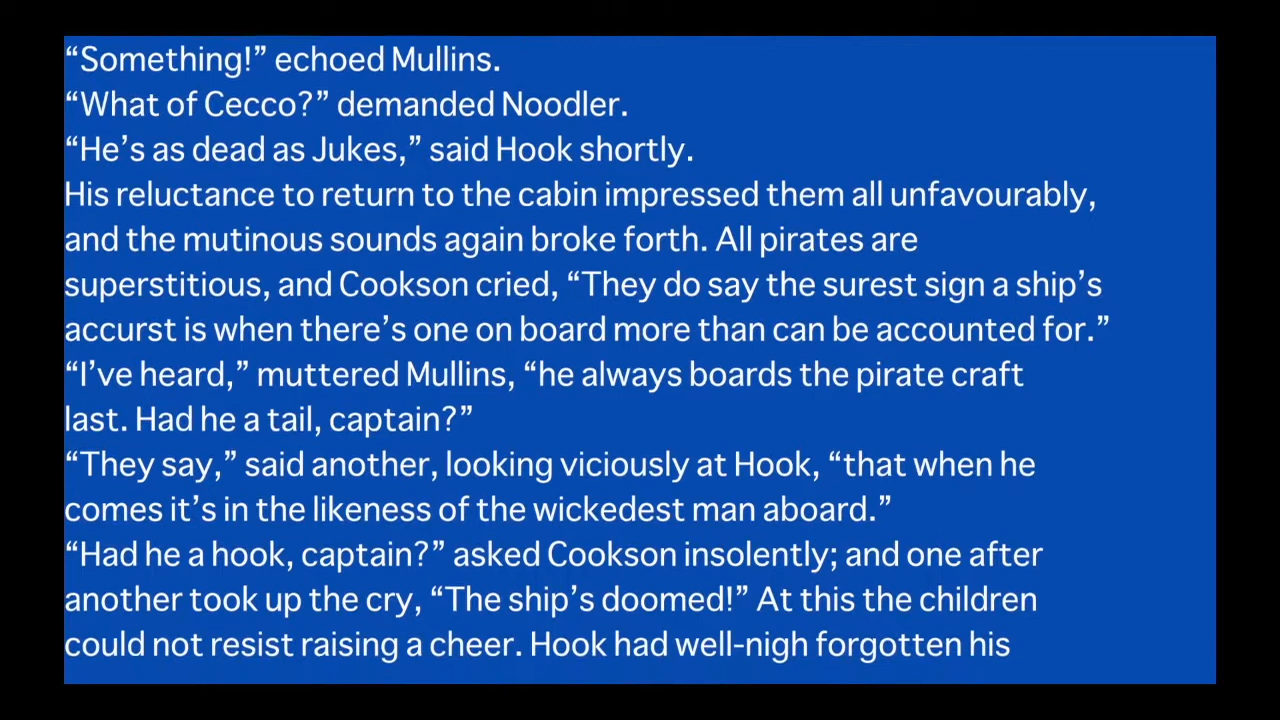 “Something!” echoed Mullins.
“What of Cecco?” demanded Noodler.
“He’s as dead as Jukes,” said Hook shortly.
His reluctance to return to the cabin impressed them all unfavourably,
and the mutinous sounds again broke forth. All pirates are
superstitious, and Cookson cried, “They do say the surest sign a ship’s
accurst is when there’s one on board more than can be accounted for.”
“I’ve heard,” muttered Mullins, “he always boards the pirate craft
last. Had he a tail, captain?”
“They say,” said another, looking viciously at Hook, “that when he
comes it’s in the likeness of the wickedest man aboard.”
“Had he a hook, captain?” asked Cookson insolently; and one after
another took up the cry, “The ship’s doomed!” At this the children
could not resist raising a cheer. Hook had well-nigh forgotten his